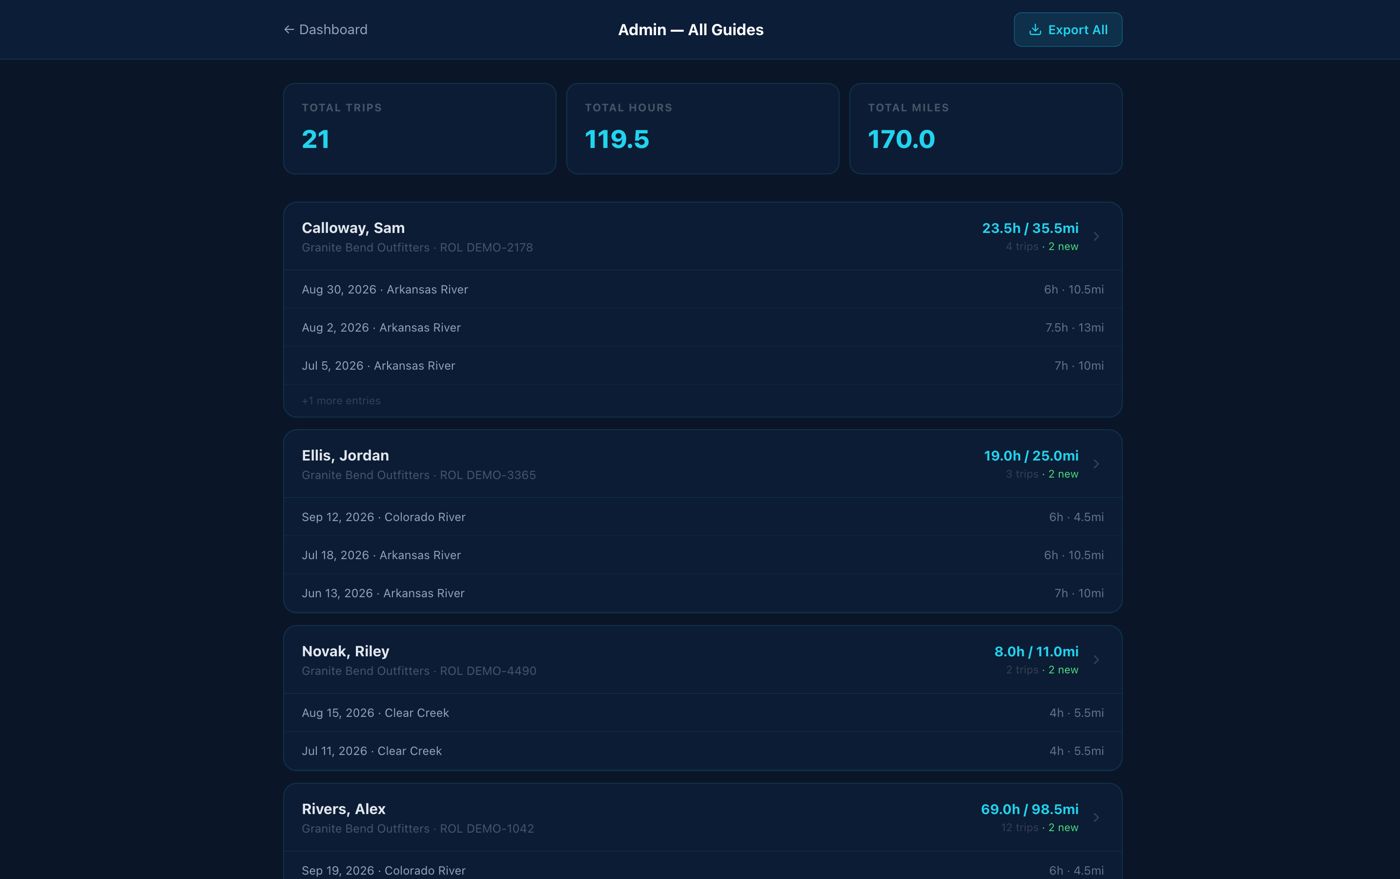 ← Dashboard
Admin — All Guides
Export All
TOTAL TRIPS
21
TOTAL HOURS
119.5
TOTAL MILES
170.0
Calloway, Sam
23.5h / 35.5mi
Granite Bend Outfitters · ROL DEMO-2178
4 trips · 2 new
Aug 30, 2026 · Arkansas River
6h · 10.5mi
Aug 2, 2026 · Arkansas River
7.5h · 13mi
Jul 5, 2026 · Arkansas River
7h · 10mi
+1 more entries
Ellis, Jordan
19.0h / 25.0mi
Granite Bend Outfitters · ROL DEMO-3365
3 trips · 2 new
Sep 12, 2026 · Colorado River
6h · 4.5mi
Jul 18, 2026 · Arkansas River
6h · 10.5mi
Jun 13, 2026 · Arkansas River
7h · 10mi
Novak, Riley
8.0h / 11.0mi
Granite Bend Outfitters · ROL DEMO-4490
2 trips · 2 new
Aug 15, 2026 · Clear Creek
4h · 5.5mi
Jul 11, 2026 · Clear Creek
4h · 5.5mi
Rivers, Alex
69.0h / 98.5mi
Granite Bend Outfitters · ROL DEMO-1042
12 trips · 2 new
Sep 19, 2026 · Colorado River
6h · 4.5mi